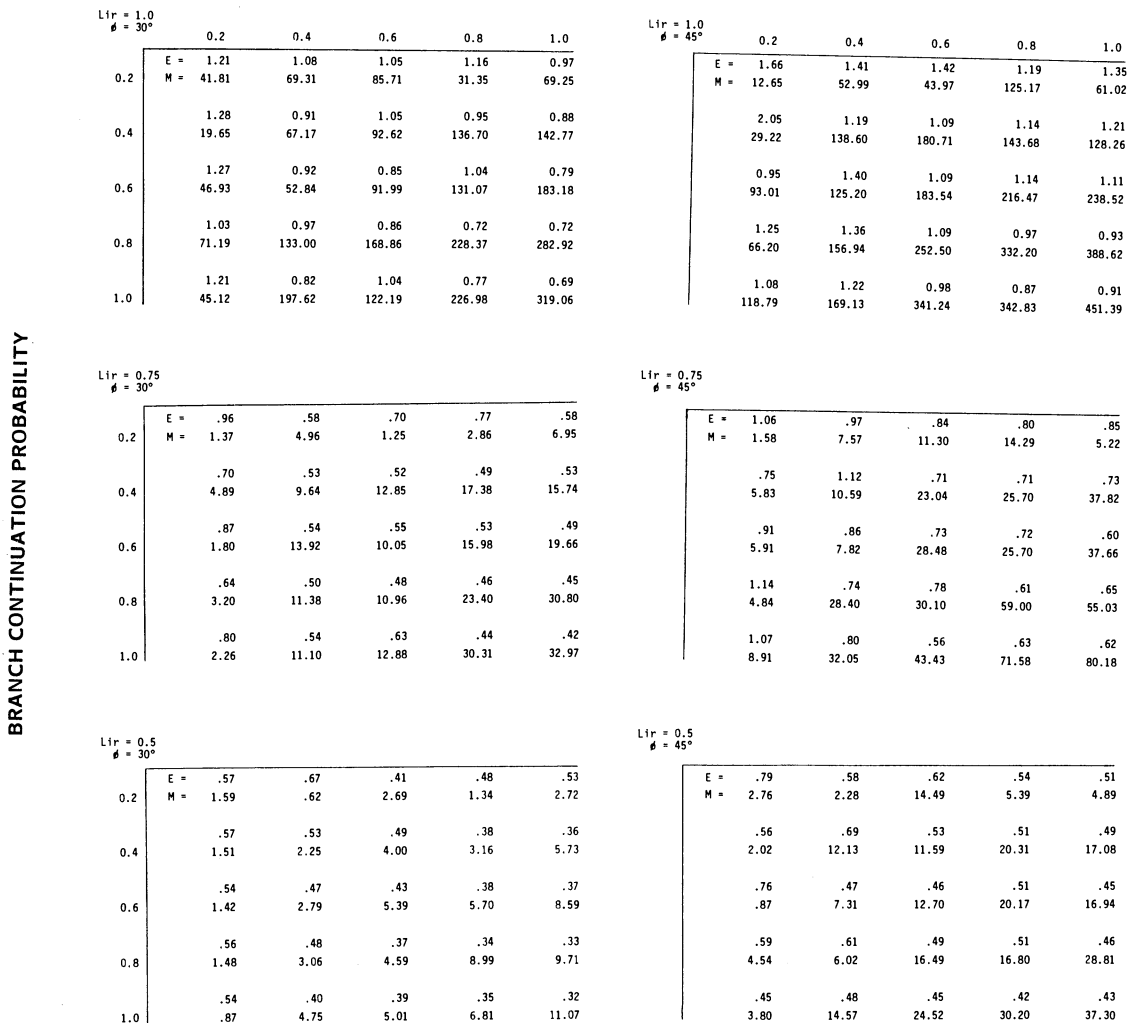 BRANCH CONTINUATION PROBABILITY
Lir = 1.0
ø = 30°
0.2 0.4 0.6 0.8 1.0
E = 1.21 1.08 1.05 1.16 0.97
0.2 M = 41.81 69.31 85.71 31.35 69.25
1.28 0.91 1.05 0.95 0.88
0.4 19.65 67.17 92.62 136.70 142.77
1.27 0.92 0.85 1.04 0.79
0.6 46.93 52.84 91.99 131.07 183.18
1.03 0.97 0.86 0.72 0.72
0.8 71.19 133.00 168.86 228.37 282.92
1.21 0.82 1.04 0.77 0.69
1.0 45.12 197.62 122.19 226.98 319.06
Lir = 1.0
ø = 45°
0.2 0.4 0.6 0.8 1.0
E = 1.66 1.41 1.42 1.19 1.35
M = 12.65 52.99 43.97 125.17 61.02
2.05 1.19 1.09 1.14 1.21
29.22 138.60 180.71 143.68 128.26
0.95 1.40 1.09 1.14 1.11
93.01 125.20 183.54 216.47 238.52
1.25 1.36 1.09 0.97 0.93
66.20 156.94 252.50 332.20 388.62
1.08 1.22 0.98 0.87 0.91
118.79 169.13 341.24 342.83 451.39
Lir = 0.75
ø = 30°
E = .96 .58 .70 .77 .58
0.2 M = 1.37 4.96 1.25 2.86 6.95
.70 .53 .52 .49 .53
0.4 4.89 9.64 12.85 17.38 15.74
.87 .54 .55 .53 .49
0.6 1.80 13.92 10.05 15.98 19.66
.64 .50 .48 .46 .45
0.8 3.20 11.38 10.96 23.40 30.80
.80 .54 .63 .44 .42
1.0 2.26 11.10 12.88 30.31 32.97
Lir = 0.75
ø = 45°
E = 1.06 .97 .84 .80 .85
M = 1.58 7.57 11.30 14.29 5.22
.75 1.12 .71 .71 .73
5.83 10.59 23.04 25.70 37.82
.91 .86 .73 .72 .60
5.91 7.82 28.48 25.70 37.66
1.14 .74 .78 .61 .65
4.84 28.40 30.10 59.00 55.03
1.07 .80 .56 .63 .62
8.91 32.05 43.43 71.58 80.18
Lir = 0.5
ø = 30°
E = .57 .67 .41 .48 .53
0.2 M = 1.59 .62 2.69 1.34 2.72
.57 .53 .49 .38 .36
0.4 1.51 2.25 4.00 3.16 5.73
.54 .47 .43 .38 .37
0.6 1.42 2.79 5.39 5.70 8.59
.56 .48 .37 .34 .33
0.8 1.48 3.06 4.59 8.99 9.71
.54 .40 .39 .35 .32
1.0 .87 4.75 5.01 6.81 11.07
Lir = 0.5
ø = 45°
E = .79 .58 .62 .54 .51
M = 2.76 2.28 14.49 5.39 4.89
.56 .69 .53 .51 .49
2.02 12.13 11.59 20.31 17.08
.76 .47 .46 .51 .45
.87 7.31 12.70 20.17 16.94
.59 .61 .49 .51 .46
4.54 6.02 16.49 16.80 28.81
.45 .48 .45 .42 .43
3.80 14.57 24.52 30.20 37.30